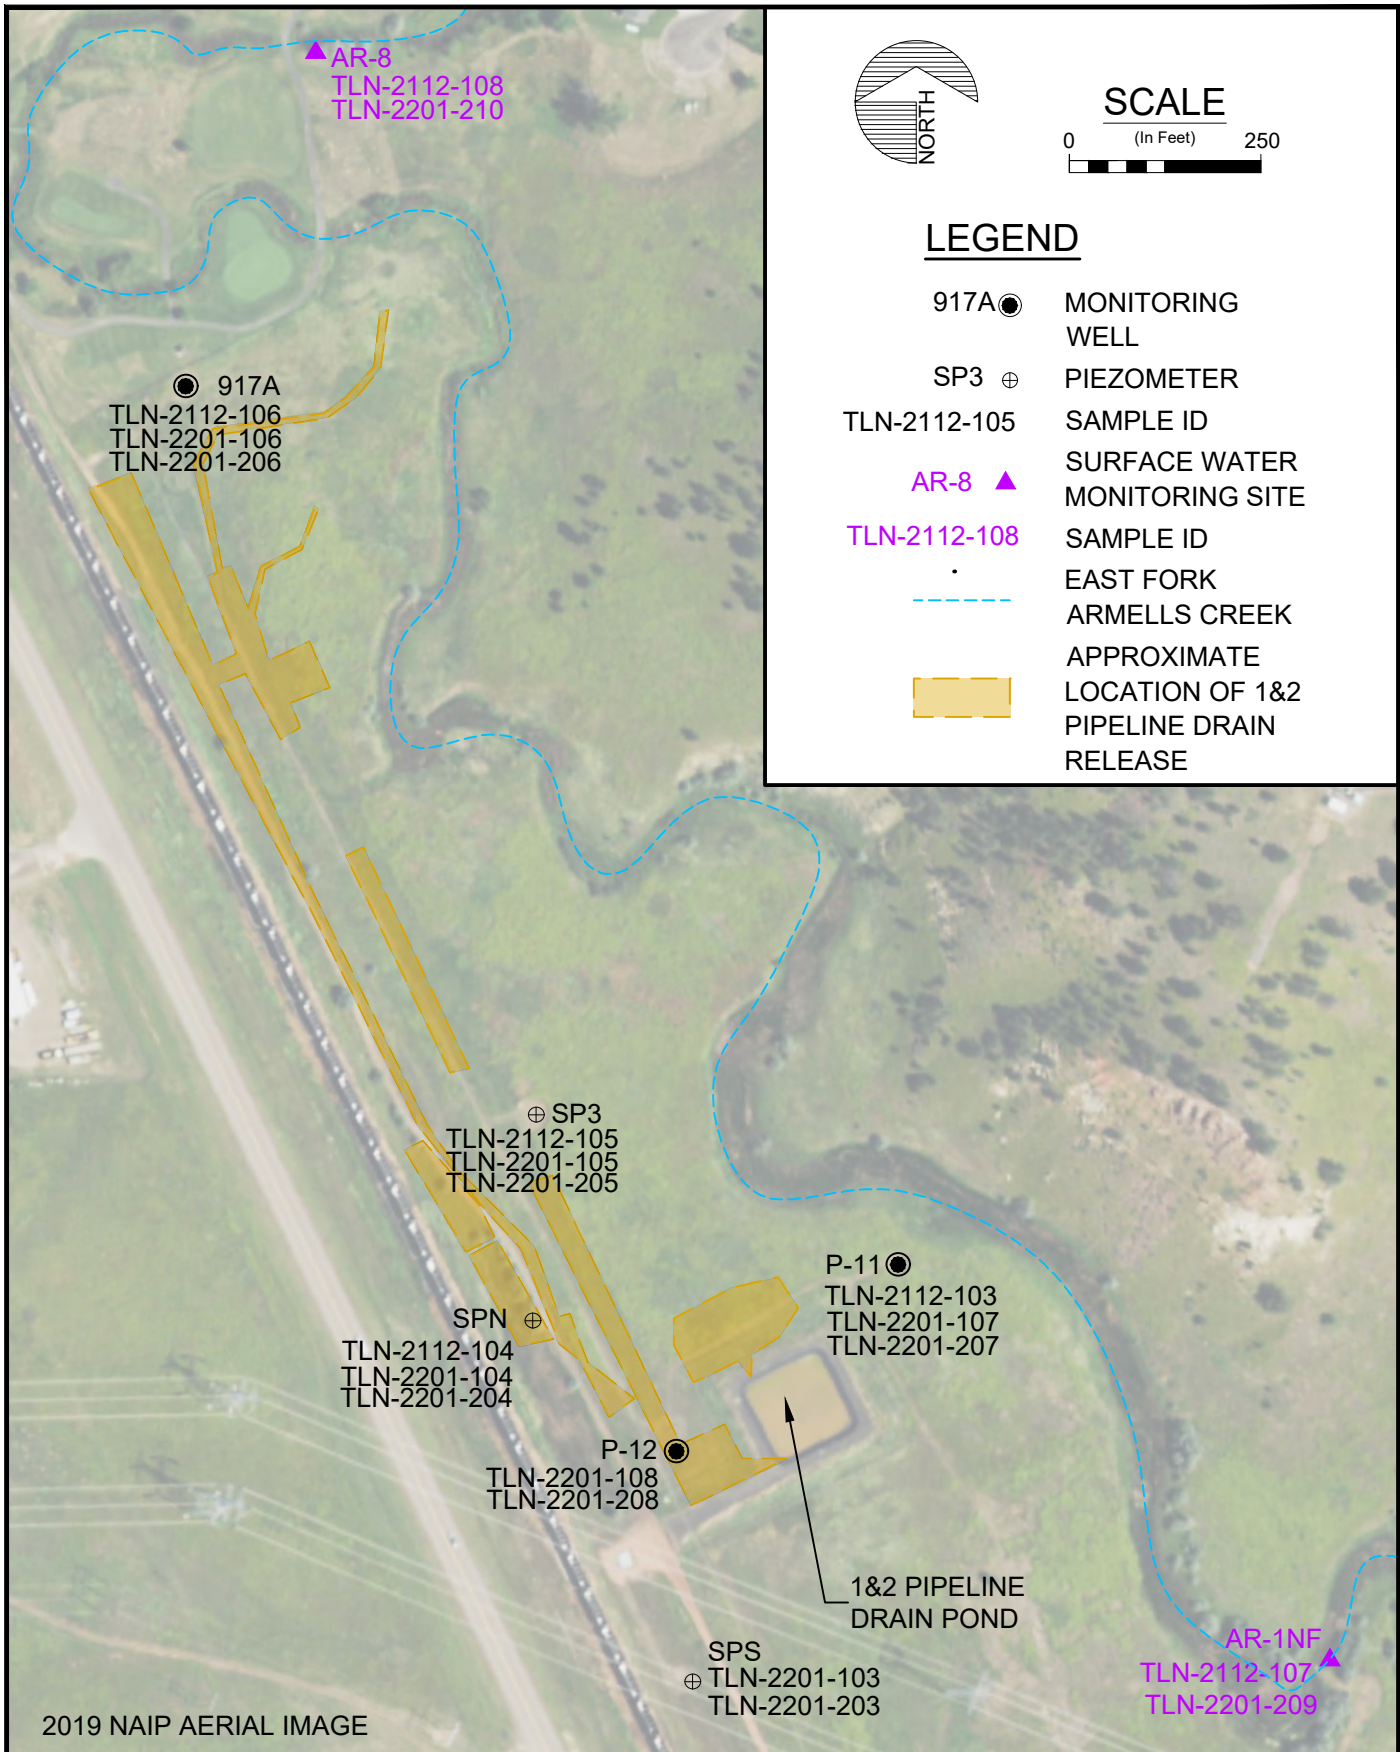 AR-8
TLN-2112-108
TLN-2201-210
NORTH
SCALE
(In Feet)
0 250
LEGEND
917A MONITORING
WELL
SP3 PIEZOMETER
TLN-2112-105 SAMPLE ID
SURFACE WATER
AR-8 MONITORING SITE
TLN-2112-108 SAMPLE ID
EAST FORK
ARMELLS CREEK
APPROXIMATE
LOCATION OF 1&2
PIPELINE DRAIN
RELEASE
917A
TLN-2112-106
TLN-2201-106
TLN-2201-206
SP3
TLN-2112-105
TLN-2201-105
TLN-2201-205
P-11
TLN-2112-103
TLN-2201-107
TLN-2201-207
SPN
TLN-2112-104
TLN-2201-104
TLN-2201-204
P-12
TLN-2201-108
TLN-2201-208
1&2 PIPELINE
DRAIN POND
SPS
TLN-2201-103
TLN-2201-203
AR-1NF
TLN-2112-107
TLN-2201-209
2019 NAIP AERIAL IMAGE